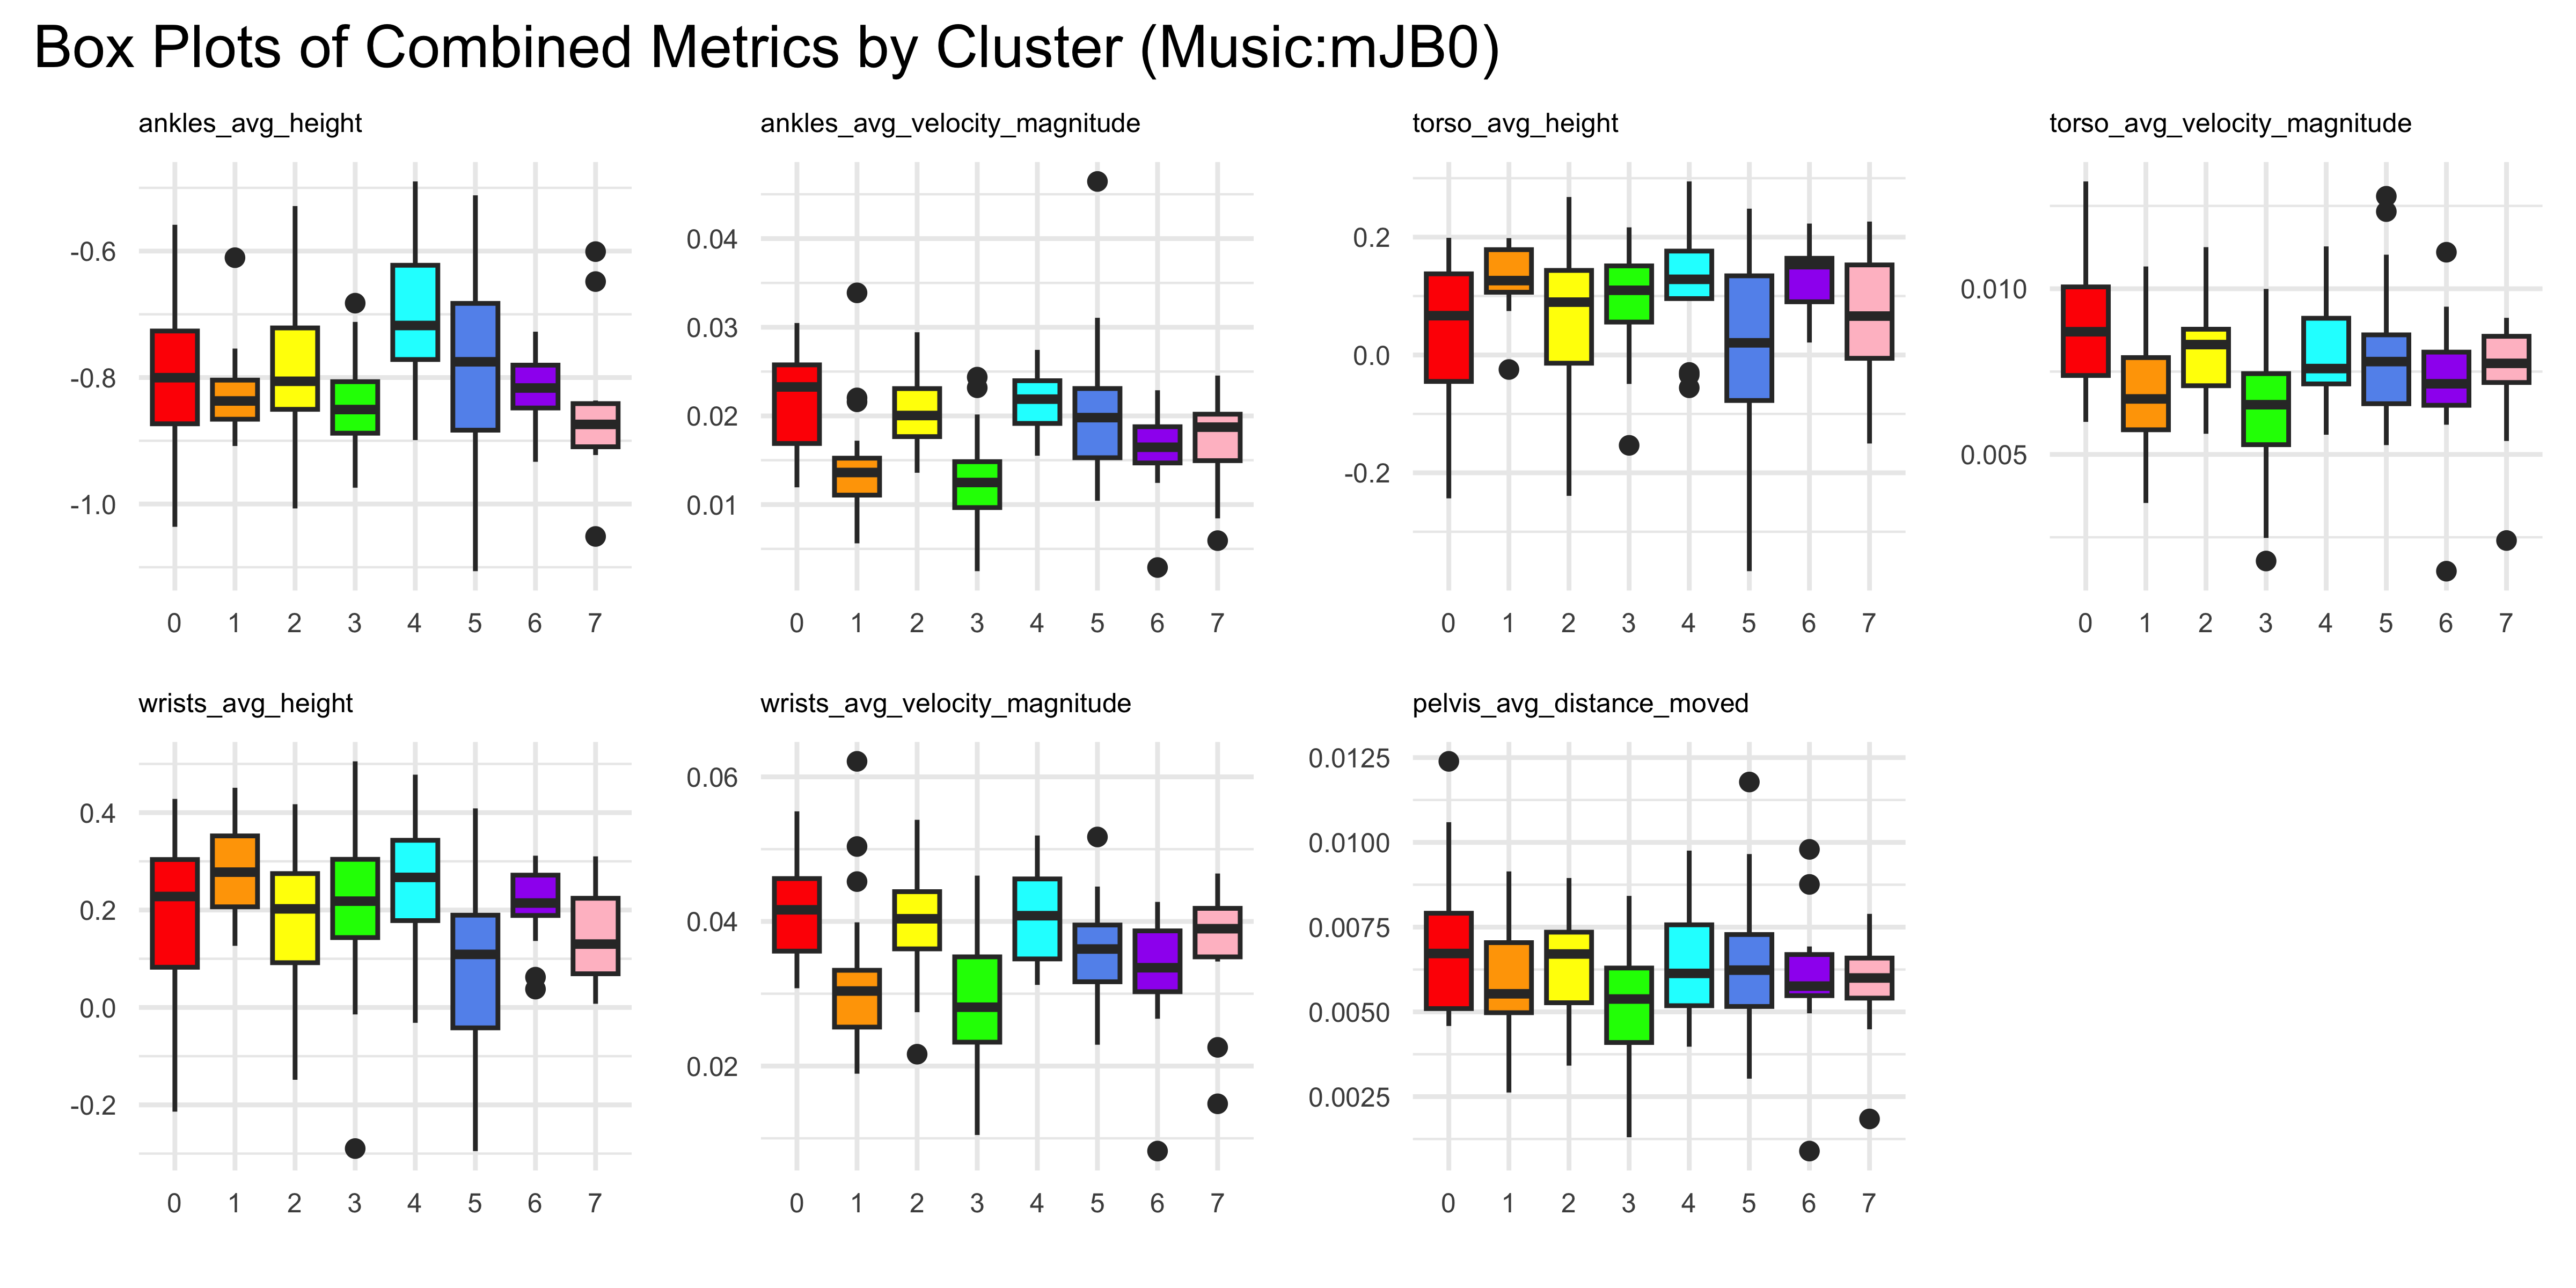 Box Plots of Combined Metrics by Cluster (Music:mJB0)
ankles_avg_height
-0.6
-0.8
-1.0
0 1 2 3 4 5 6 7
ankles_avg_velocity_magnitude
0.04
0.03
0.02
0.01
0 1 2 3 4 5 6 7
torso_avg_height
0.2
0.0
-0.2
0 1 2 3 4 5 6 7
torso_avg_velocity_magnitude
0.010
0.005
0 1 2 3 4 5 6 7
wrists_avg_height
0.4
0.2
0.0
-0.2
0 1 2 3 4 5 6 7
wrists_avg_velocity_magnitude
0.06
0.04
0.02
0 1 2 3 4 5 6 7
pelvis_avg_distance_moved
0.0125
0.0100
0.0075
0.0050
0.0025
0 1 2 3 4 5 6 7